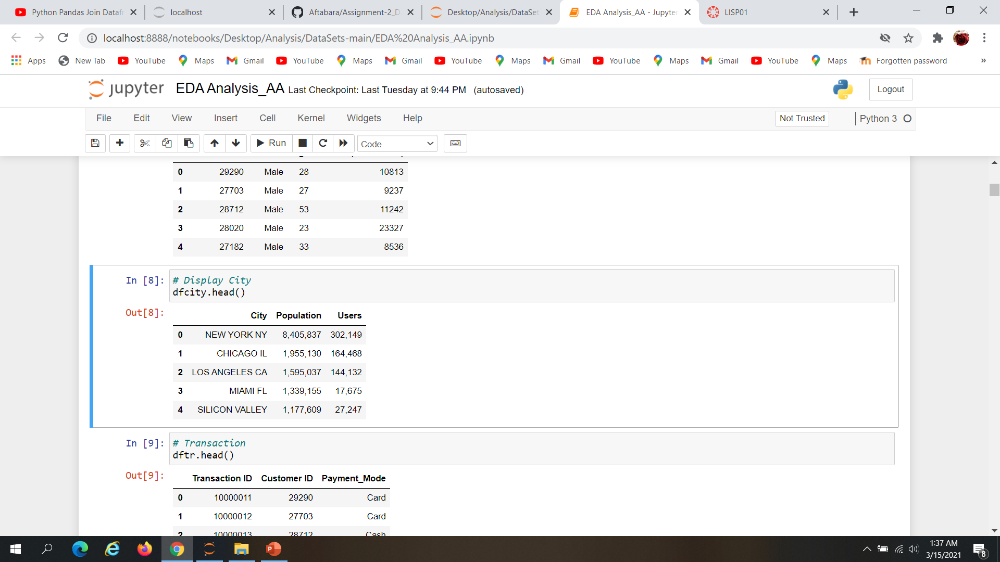 Python Pandas Join Datafr
localhost
Aftabara/Assignment-2_D
Desktop/Analysis/DataSet
EDA Analysis_AA - Jupyter
LISP01
localhost:8888/notebooks/Desktop/Analysis/DataSets-main/EDA%20Analysis_AA.ipynb
Apps New Tab YouTube Maps Gmail YouTube Maps Gmail YouTube Maps Gmail YouTube Maps Gmail YouTube Maps Forgotten password »
jupyter EDA Analysis_AA Last Checkpoint: Last Tuesday at 9:44 PM (autosaved) Logout
File Edit View Insert Cell Kernel Widgets Help Not Trusted Python 3
Run Code
0 29290 Male 28 10813
1 27703 Male 27 9237
2 28712 Male 53 11242
3 28020 Male 23 23327
4 27182 Male 33 8536
In [8]: # Display City
dfcity.head()
Out[8]:
City Population Users
0 NEW YORK NY 8,405,837 302,149
1 CHICAGO IL 1,955,130 164,468
2 LOS ANGELES CA 1,595,037 144,132
3 MIAMI FL 1,339,155 17,675
4 SILICON VALLEY 1,177,609 27,247
In [9]: # Transaction
dftr.head()
Out[9]:
Transaction ID Customer ID Payment_Mode
0 10000011 29290 Card
1 10000012 27703 Card
2 10000013 28712 Cash
1:37 AM
3/15/2021
8